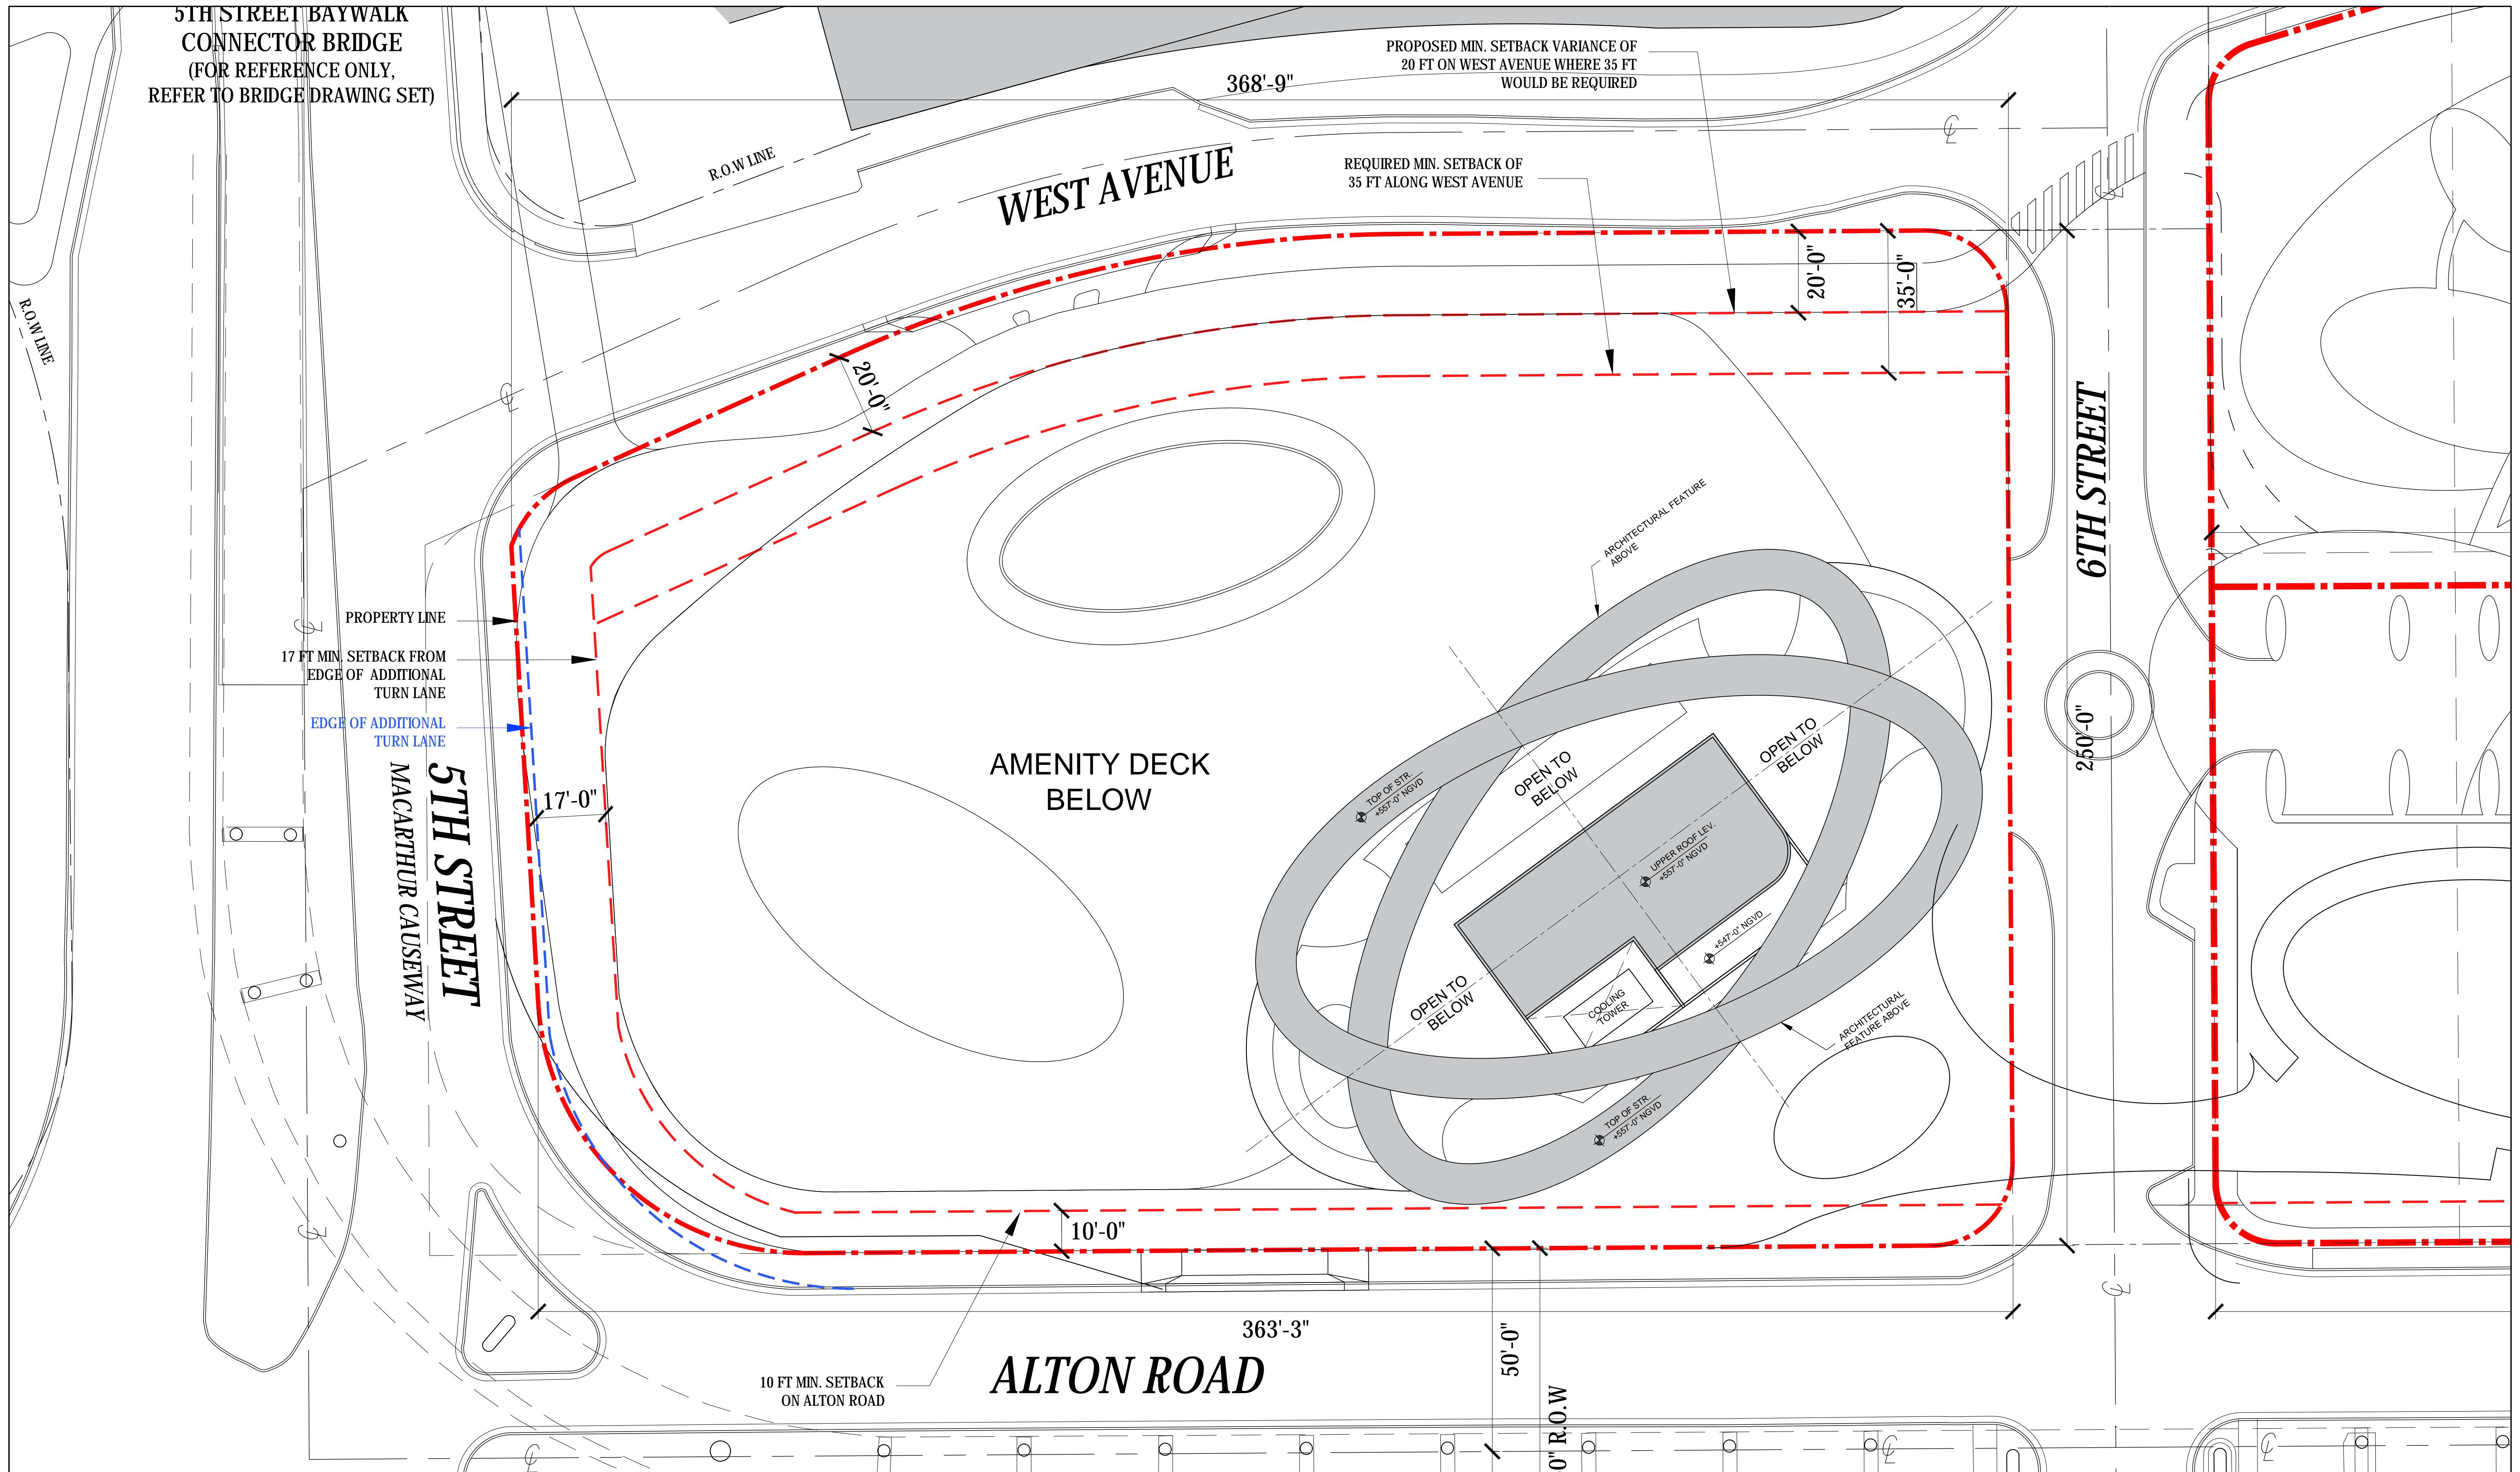 5TH STREET BAYWALK
CONNECTOR BRIDGE
(FOR REFERENCE ONLY,
REFER TO BRIDGE DRAWING SET)
PROPOSED MIN. SETBACK VARIANCE OF
20 FT ON WEST AVENUE WHERE 35 FT
WOULD BE REQUIRED
368'-9"
R.O.W LINE
WEST AVENUE
REQUIRED MIN. SETBACK OF
35 FT ALONG WEST AVENUE
20'-0"
35'-0"
R.O.W LINE
20'-0"
6TH STREET
ARCHITECTURAL FEATURE
ABOVE
PROPERTY LINE
17 FT MIN. SETBACK FROM
EDGE OF ADDITIONAL
TURN LANE
EDGE OF ADDITIONAL
TURN LANE
5TH STREET
MACARTHUR CAUSEWAY
17'-0"
AMENITY DECK
BELOW
250'-0"
OPEN TO
BELOW
OPEN TO
BELOW
TOP OF STR.
+557'-0" NGVD
UPPER ROOF LEV.
+557'-0" NGVD
+547'-0" NGVD
OPEN TO
BELOW
COOLING
TOWER
ARCHITECTURAL
FEATURE ABOVE
TOP OF STR.
+557'-0" NGVD
10'-0"
363'-3"
50'-0"
ALTON ROAD
10 FT MIN. SETBACK
ON ALTON ROAD
0" R.O.W